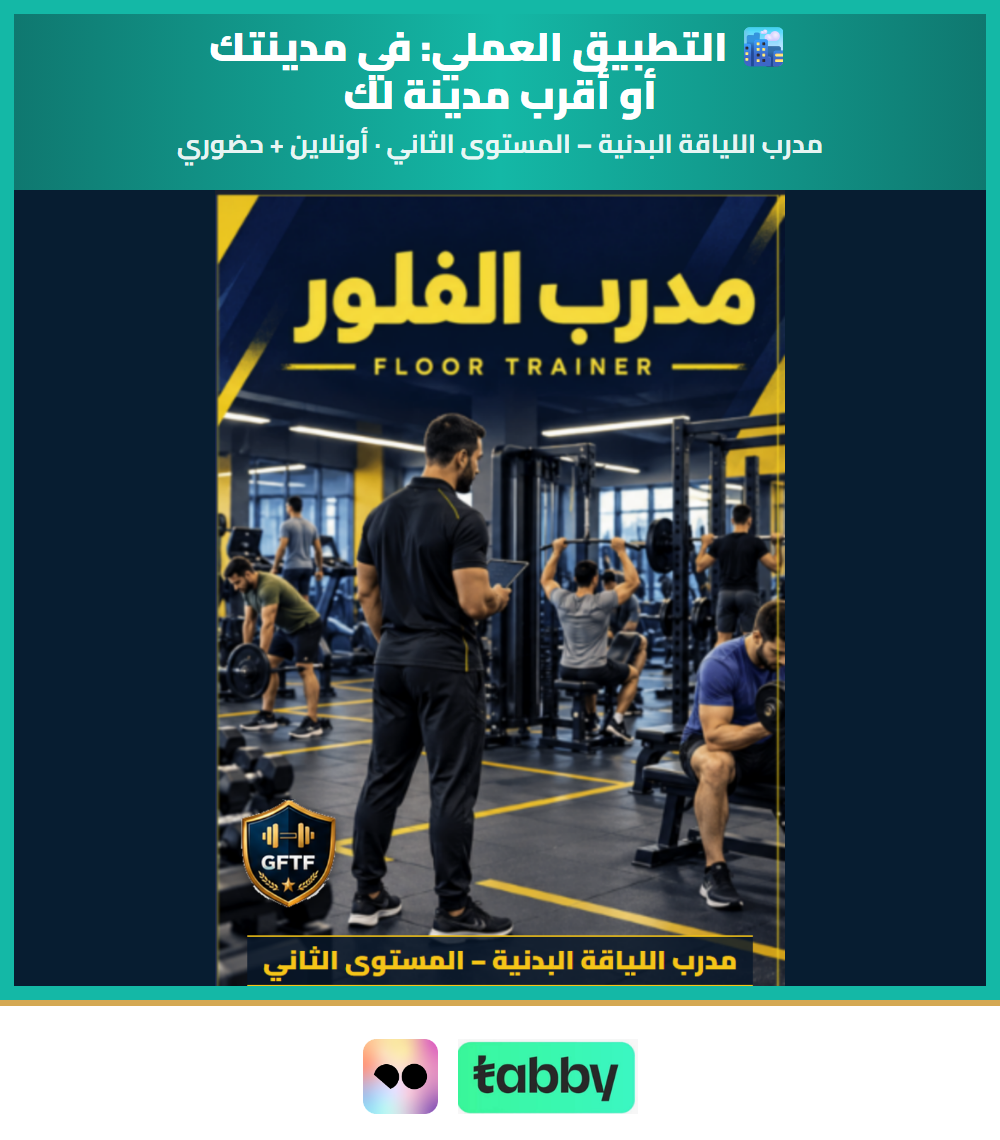 🏙️ التطبيق العملي: في مدينتك
أو أقرب مدينة لك
مدرب اللياقة البدنية – المستوى الثاني · أونلاين + حضوري
مدرب الفلور
FLOOR TRAINER
GFTF
مدرب اللياقة البدنية – المستوى الثاني
tabby